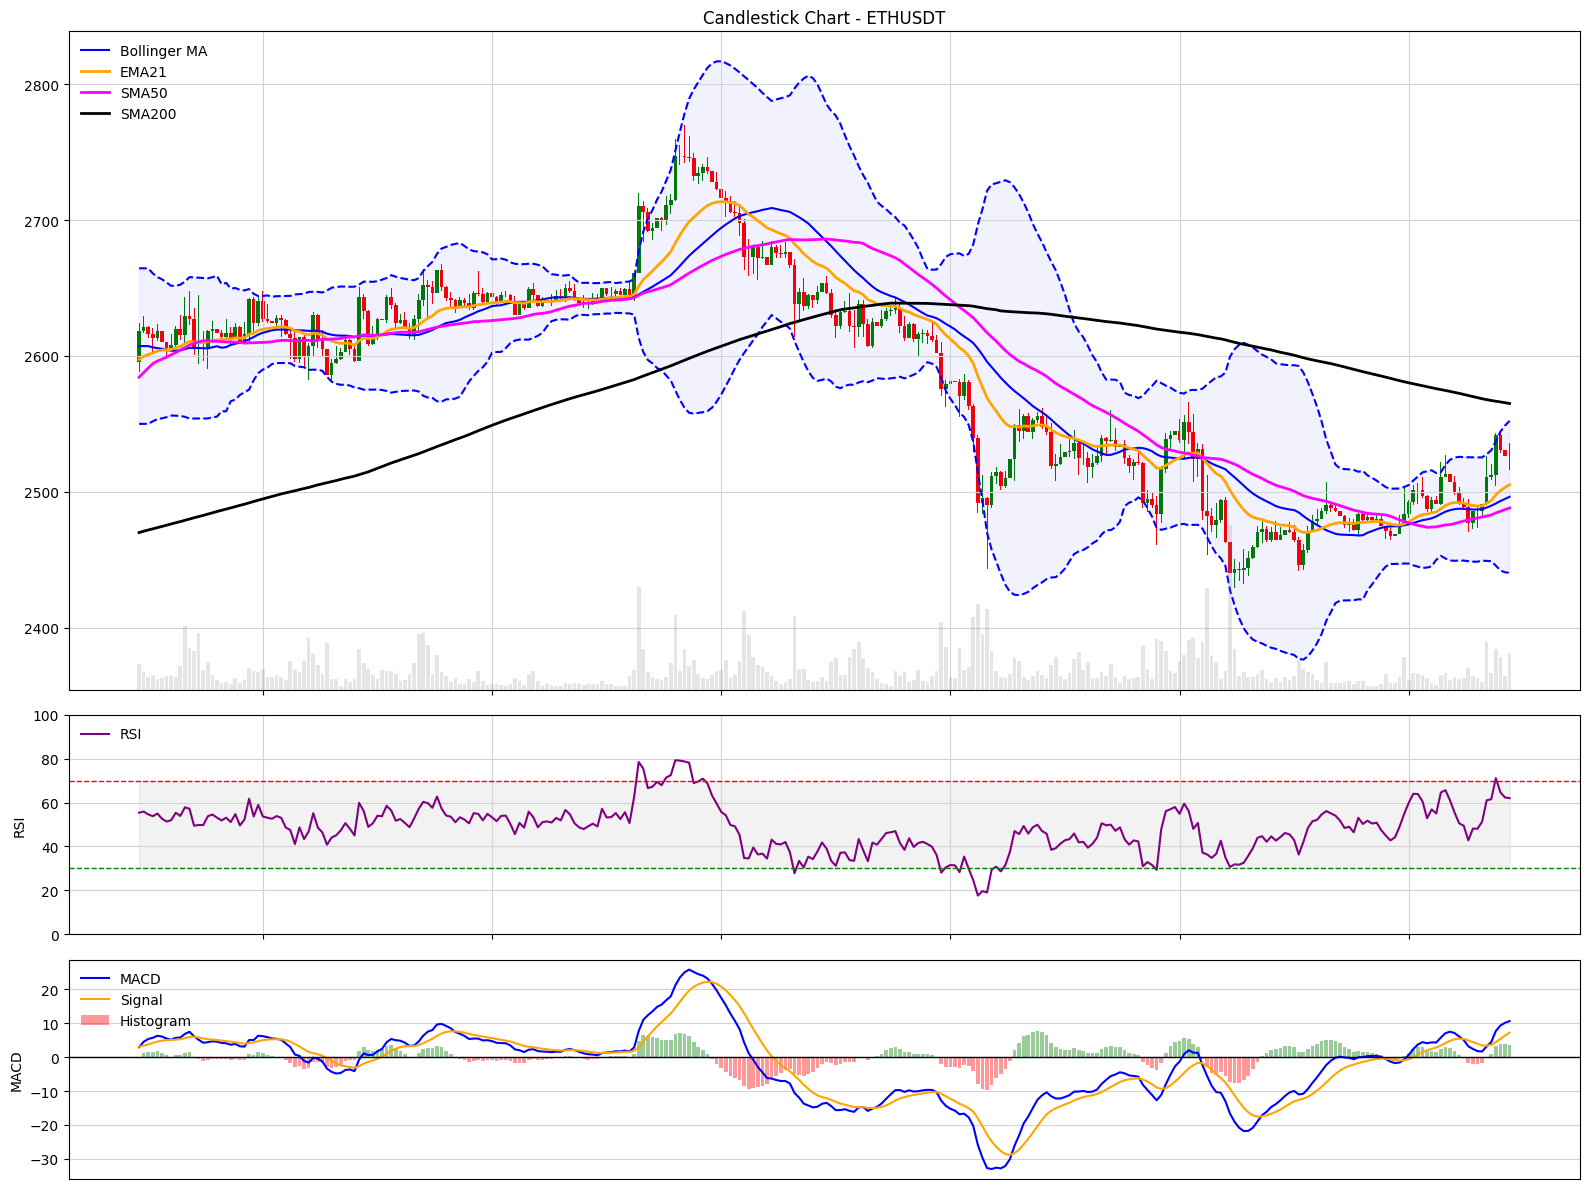 Candlestick Chart - ETHUSDT
Bollinger MA
EMA21
SMA50
SMA200
2800
2700
2600
2500
2400
RSI
100
80
60
40
20
0
RSI
MACD
Signal
Histogram
20
10
0
−10
−20
−30
MACD